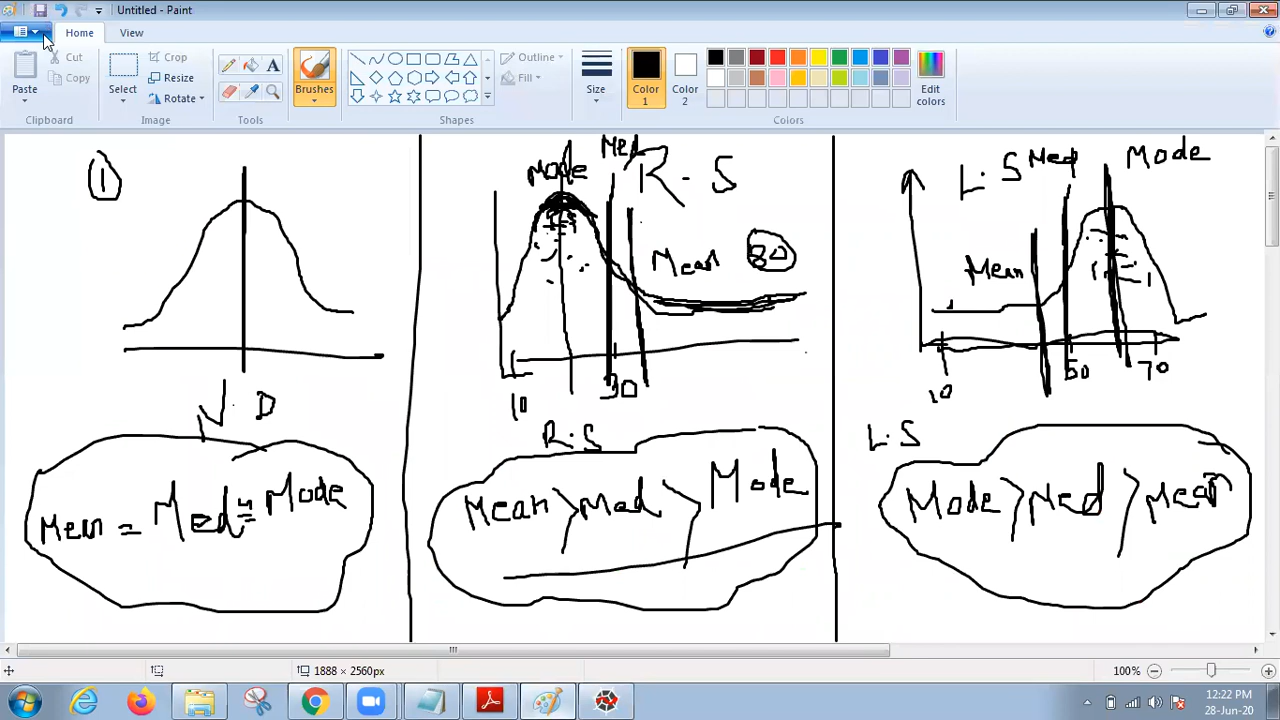 Untitled - Paint
Home
View
Paste
Cut
Copy
Clipboard
Select
Crop
Resize
Rotate
Image
Tools
Brushes
Shapes
Outline
Fill
Size
Color 1
Color 2
Edit colors
Colors
1
N.D
Mean = Med = Mode
Mode
Med
R-S
Mean
80
10
30
R.S
Mean > Med > Mode
L.S
Med
Mode
Mean
10
50
70
L.S
Mode > Med > Mean
1888 × 2560px
100%
12:22 PM
28-Jun-20